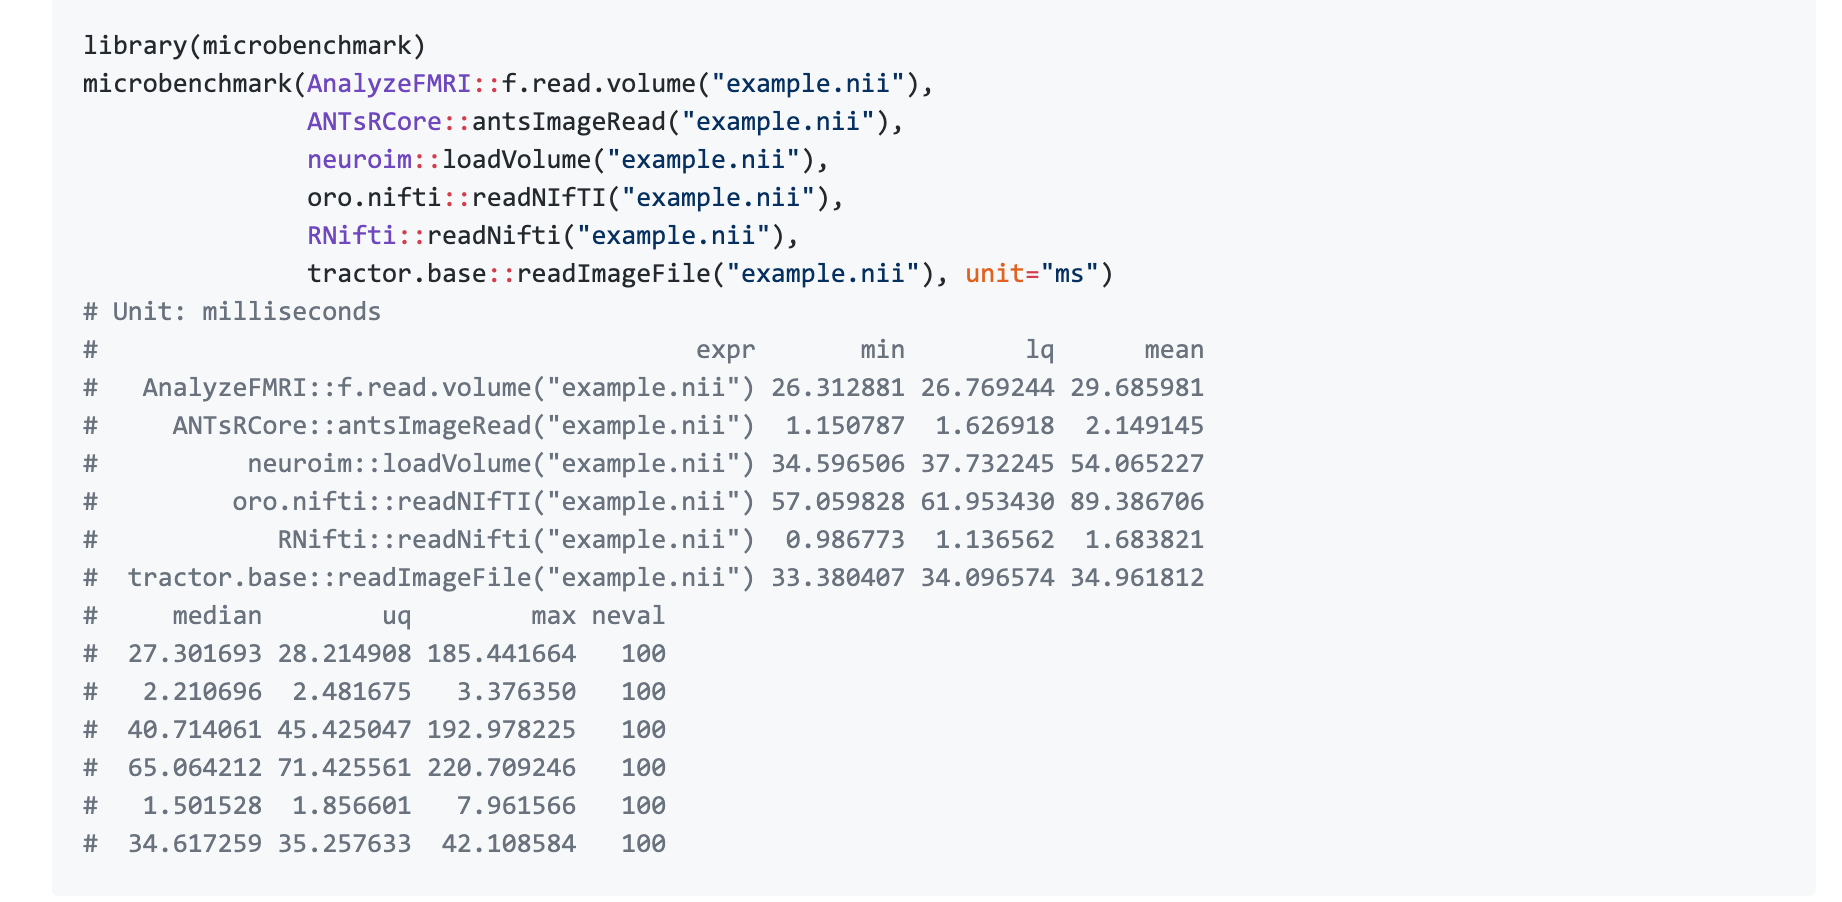 library(microbenchmark)
microbenchmark(AnalyzeFMRI::f.read.volume("example.nii"),
               ANTsRCore::antsImageRead("example.nii"),
               neuroim::loadVolume("example.nii"),
               oro.nifti::readNIfTI("example.nii"),
               RNifti::readNifti("example.nii"),
               tractor.base::readImageFile("example.nii"), unit="ms")
# Unit: milliseconds
#                                        expr       min        lq      mean
#   AnalyzeFMRI::f.read.volume("example.nii") 26.312881 26.769244 29.685981
#     ANTsRCore::antsImageRead("example.nii")  1.150787  1.626918  2.149145
#          neuroim::loadVolume("example.nii") 34.596506 37.732245 54.065227
#         oro.nifti::readNIfTI("example.nii") 57.059828 61.953430 89.386706
#            RNifti::readNifti("example.nii")  0.986773  1.136562  1.683821
#  tractor.base::readImageFile("example.nii") 33.380407 34.096574 34.961812
#     median        uq        max neval
#  27.301693 28.214908 185.441664   100
#   2.210696  2.481675   3.376350   100
#  40.714061 45.425047 192.978225   100
#  65.064212 71.425561 220.709246   100
#   1.501528  1.856601   7.961566   100
#  34.617259 35.257633  42.108584   100